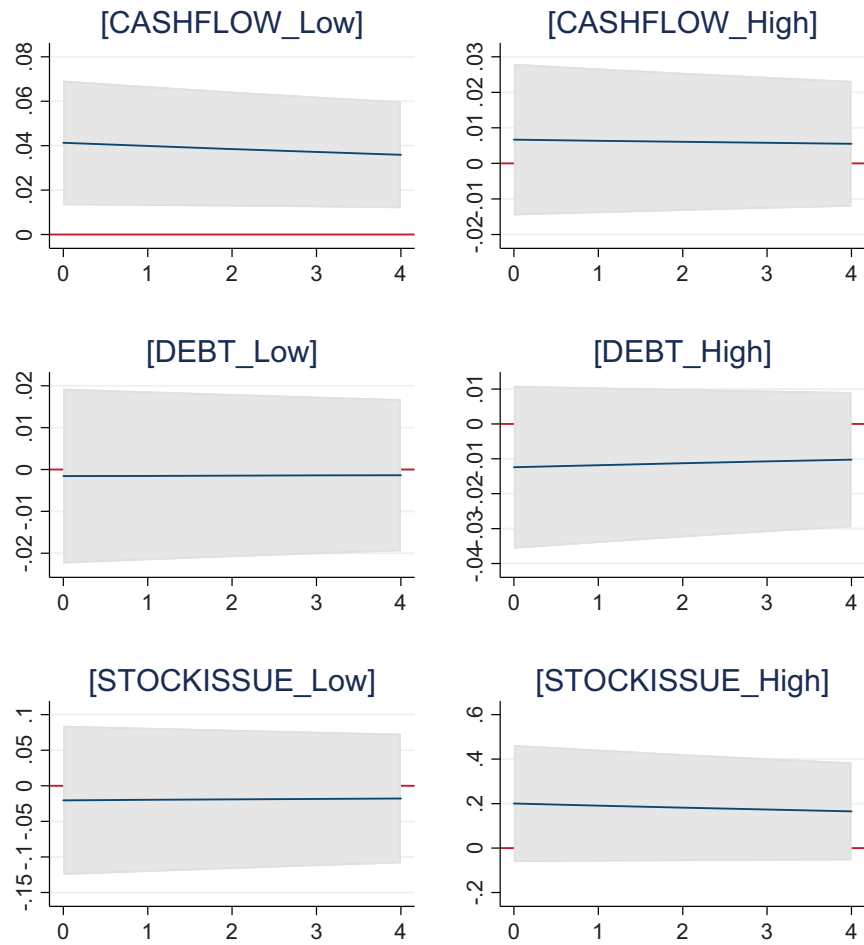 [CASHFLOW_Low]
.08
.06
.04
.02
0
0 1 2 3 4
[CASHFLOW_High]
.03
.02
.01
0
-.01
-.02
0 1 2 3 4
[DEBT_Low]
.02
.01
0
-.01
-.02
0 1 2 3 4
[DEBT_High]
.01
0
-.01
-.02
-.03
-.04
0 1 2 3 4
[STOCKISSUE_Low]
.1
.05
0
-.05
-.1
-.15
0 1 2 3 4
[STOCKISSUE_High]
.6
.4
.2
0
-.2
0 1 2 3 4